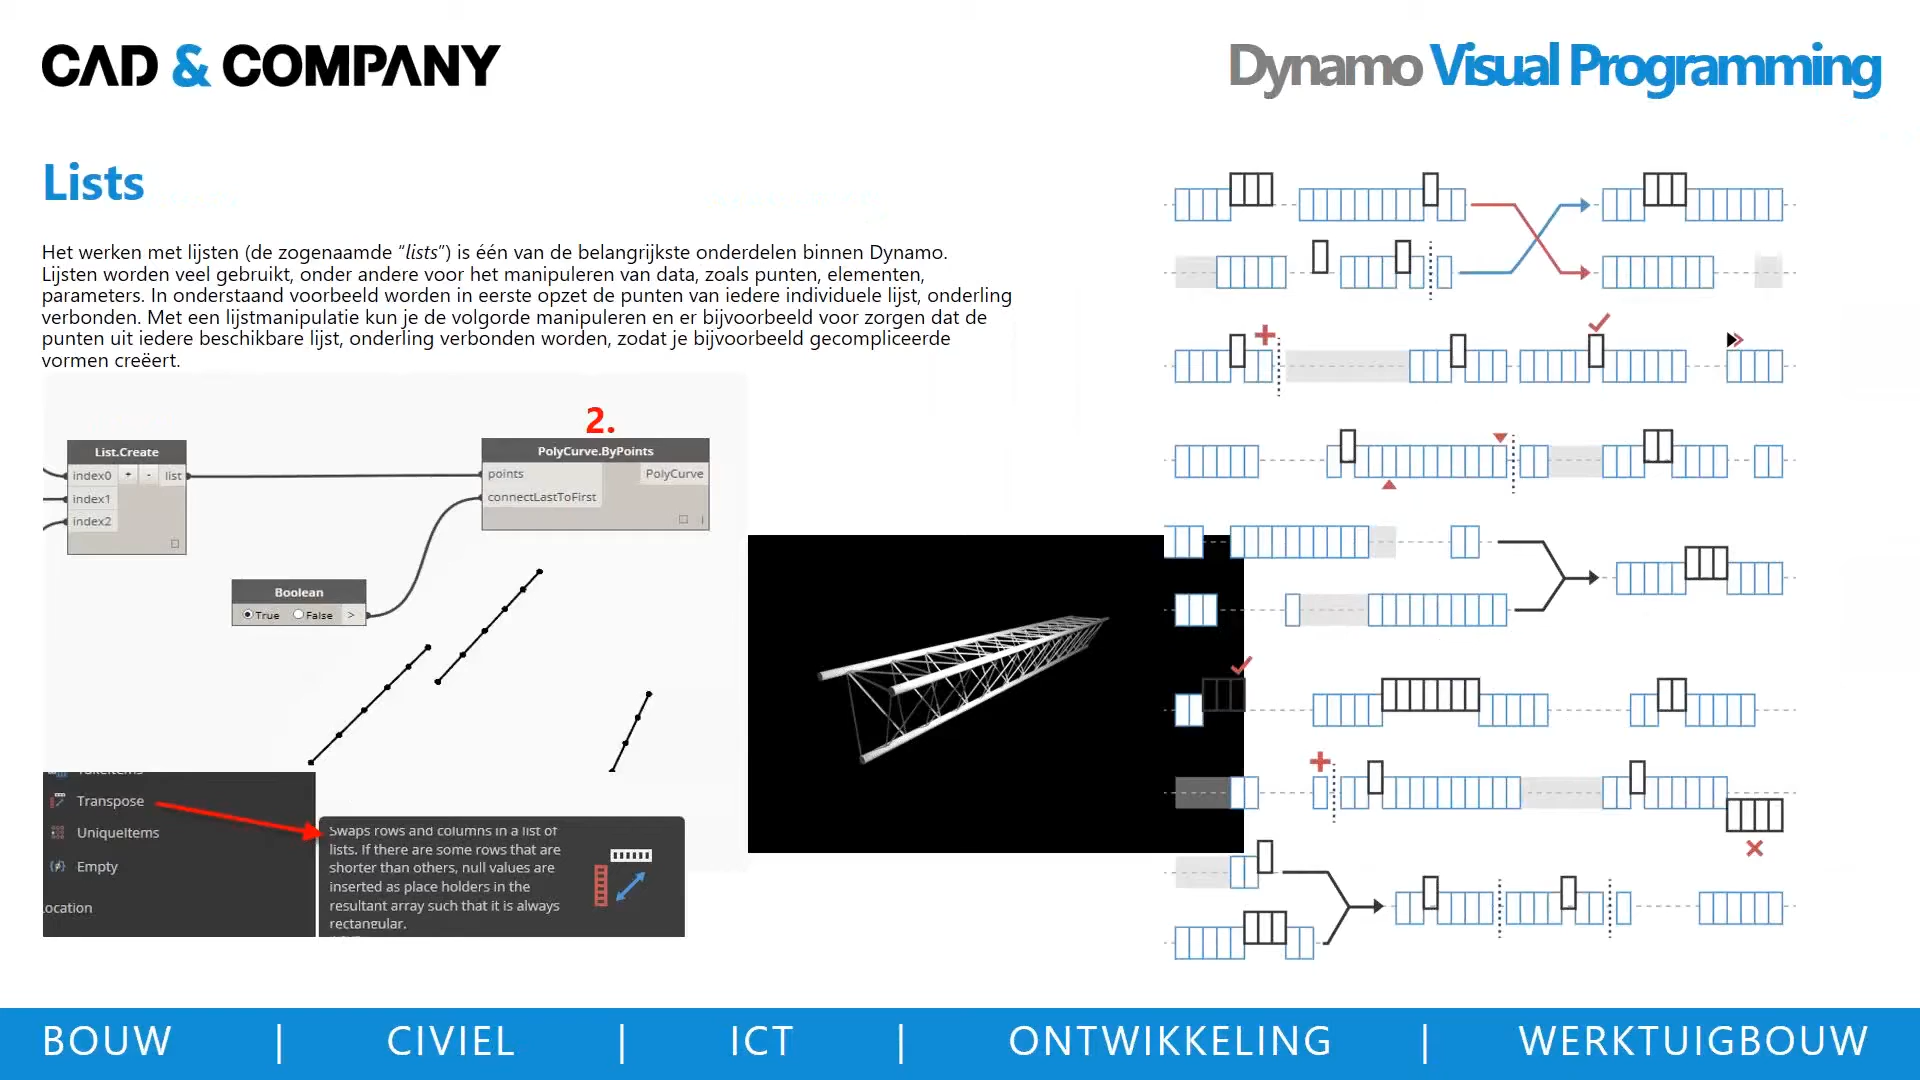 CAD & COMPANY
Dynamo Visual Programming
Lists
Het werken met lijsten (de zogenaamde “lists”) is één van de belangrijkste onderdelen binnen Dynamo.
Lijsten worden veel gebruikt, onder andere voor het manipuleren van data, zoals punten, elementen,
parameters. In onderstaand voorbeeld worden in eerste opzet de punten van iedere individuele lijst, onderling
verbonden. Met een lijstmanipulatie kun je de volgorde manipuleren en er bijvoorbeeld voor zorgen dat de
punten uit iedere beschikbare lijst, onderling verbonden worden, zodat je bijvoorbeeld gecompliceerde
vormen creëert.
2.
List.Create
index0 + - list
index1
index2
PolyCurve.ByPoints
points PolyCurve
connectLastToFirst
Boolean
True False >
TakeItems
Transpose
UniqueItems
Empty
ocation
Swaps rows and columns in a list of
lists. If there are some rows that are
shorter than others, null values are
inserted as place holders in the
resultant array such that it is always
rectangular.
BOUW | CIVIEL | ICT | ONTWIKKELING | WERKTUIGBOUW